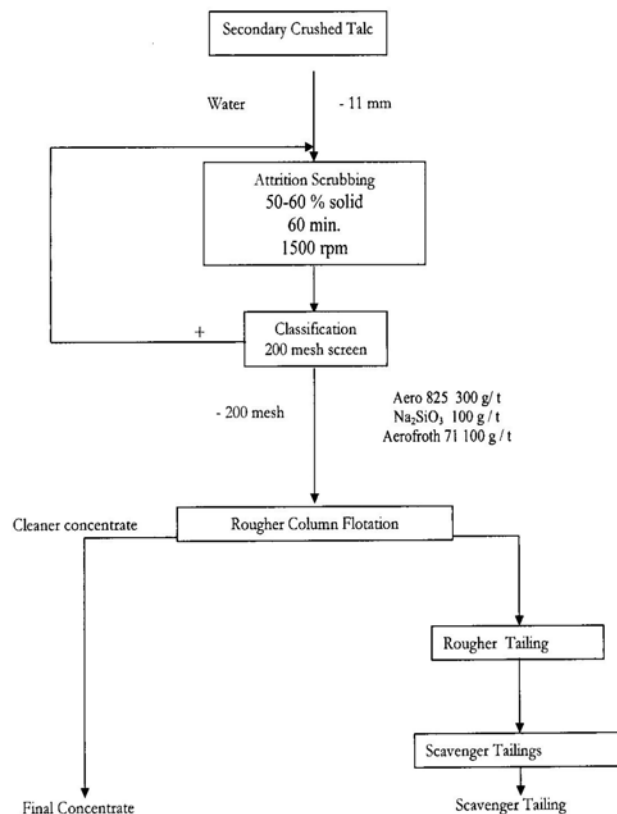 Secondary Crushed Talc
Water
- 11 mm
Attrition Scrubbing
50-60 % solid
60 min.
1500 rpm
+
Classification
200 mesh screen
- 200 mesh
Aero 825 300 g/ t
Na₂SiO₃ 100 g / t
Aerofroth 71 100 g / t
Cleaner concentrate
Rougher Column Flotation
Rougher Tailing
Scavenger Tailings
Final Concentrate
Scavenger Tailing